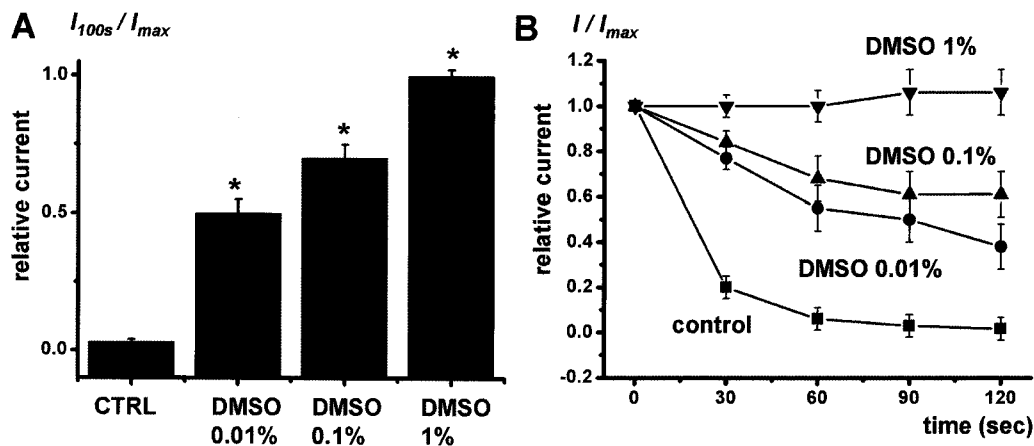 A
I100s / Imax
relative current
1.0
0.5
0.0
*
*
*
CTRL
DMSO
0.01%
DMSO
0.1%
DMSO
1%
B
I / Imax
relative current
1.2
1.0
0.8
0.6
0.4
0.2
0.0
-0.2
DMSO 1%
DMSO 0.1%
DMSO 0.01%
control
0
30
60
90
120
time (sec)